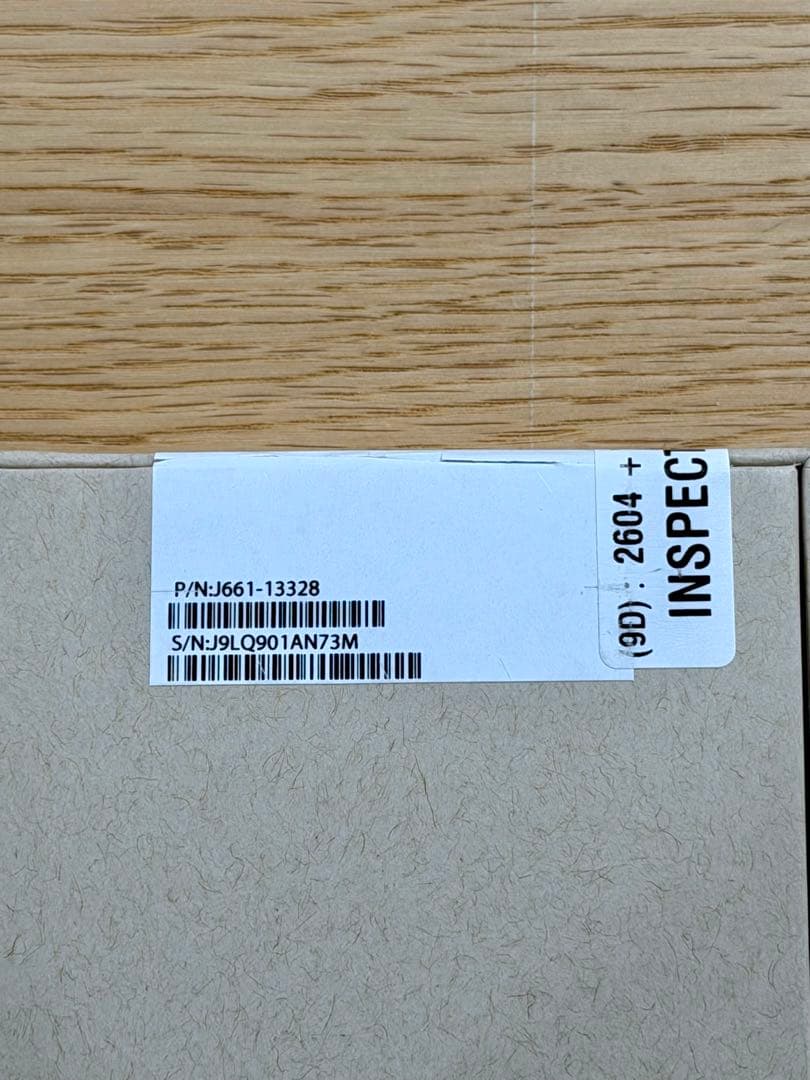 P/N:J661-13328
S/N:J9LQ901AN73M
(9D) : 2604 +
INSPECT